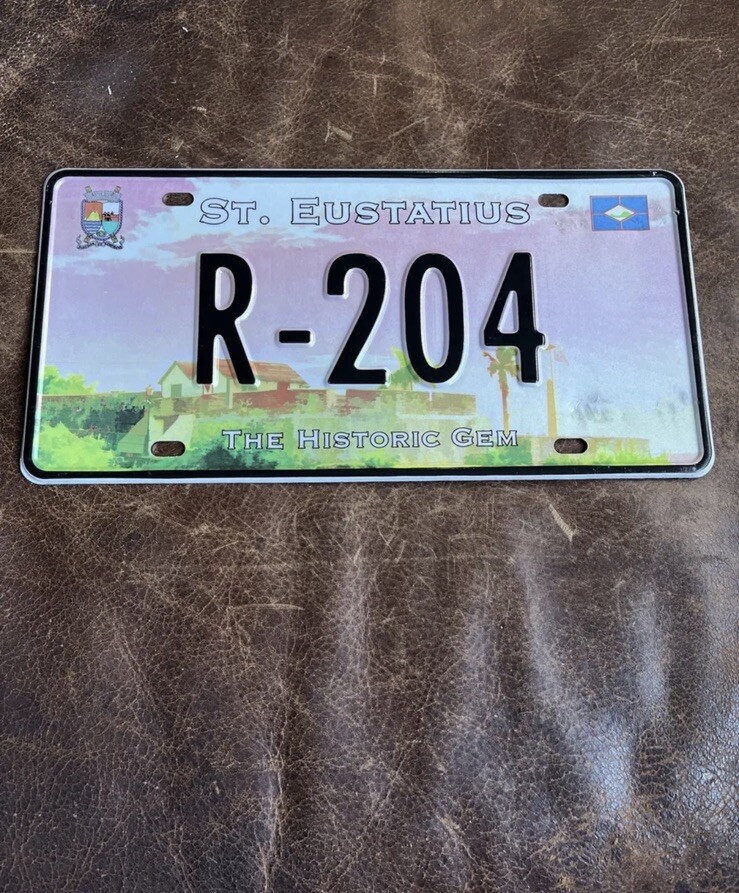 ST. EUSTATIUS
R-204
THE HISTORIC GEM